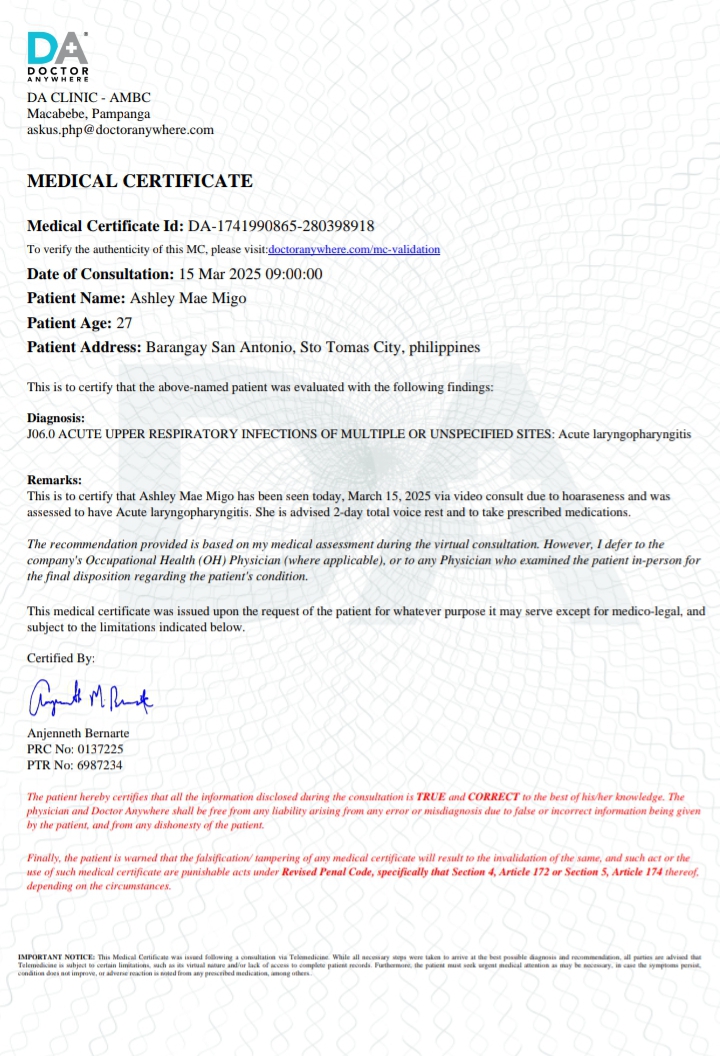 DA
DOCTOR
ANYWHERE
DA CLINIC - AMBC
Macabebe, Pampanga
askus.php@doctoranywhere.com
MEDICAL CERTIFICATE
Medical Certificate Id: DA-1741990865-280398918
To verify the authenticity of this MC, please visit:doctoranywhere.com/mc-validation
Date of Consultation: 15 Mar 2025 09:00:00
Patient Name: Ashley Mae Migo
Patient Age: 27
Patient Address: Barangay San Antonio, Sto Tomas City, philippines
This is to certify that the above-named patient was evaluated with the following findings:
Diagnosis:
J06.0 ACUTE UPPER RESPIRATORY INFECTIONS OF MULTIPLE OR UNSPECIFIED SITES: Acute laryngopharyngitis
Remarks:
This is to certify that Ashley Mae Migo has been seen today, March 15, 2025 via video consult due to hoaraseness and was
assessed to have Acute laryngopharyngitis. She is advised 2-day total voice rest and to take prescribed medications.
The recommendation provided is based on my medical assessment during the virtual consultation. However, I defer to the
company's Occupational Health (OH) Physician (where applicable), or to any Physician who examined the patient in-person for
the final disposition regarding the patient's condition.
This medical certificate was issued upon the request of the patient for whatever purpose it may serve except for medico-legal, and
subject to the limitations indicated below.
Certified By:
Anjenneth Bernarte
PRC No: 0137225
PTR No: 6987234
The patient hereby certifies that all the information disclosed during the consultation is TRUE and CORRECT to the best of his/her knowledge. The
physician and Doctor Anywhere shall be free from any liability arising from any error or misdiagnosis due to false or incorrect information being given
by the patient, and from any dishonesty of the patient.
Finally, the patient is warned that the falsification/ tampering of any medical certificate will result to the invalidation of the same, and such act or the
use of such medical certificate are punishable acts under Revised Penal Code, specifically that Section 4, Article 172 or Section 5, Article 174 thereof,
depending on the circumstances.
IMPORTANT NOTICE: This Medical Certificate was issued following a consultation via Telemedicine. While all necessary steps were taken to arrive at the best possible diagnosis and recommendation, all parties are advised that
Telemedicine is subject to certain limitations, such as its virtual nature and/or lack of access to complete patient records. Furthermore, the patient must seek urgent medical attention as may be necessary, in case the symptoms persist,
condition does not improve, or adverse reaction is noted from any prescribed medication, among others.